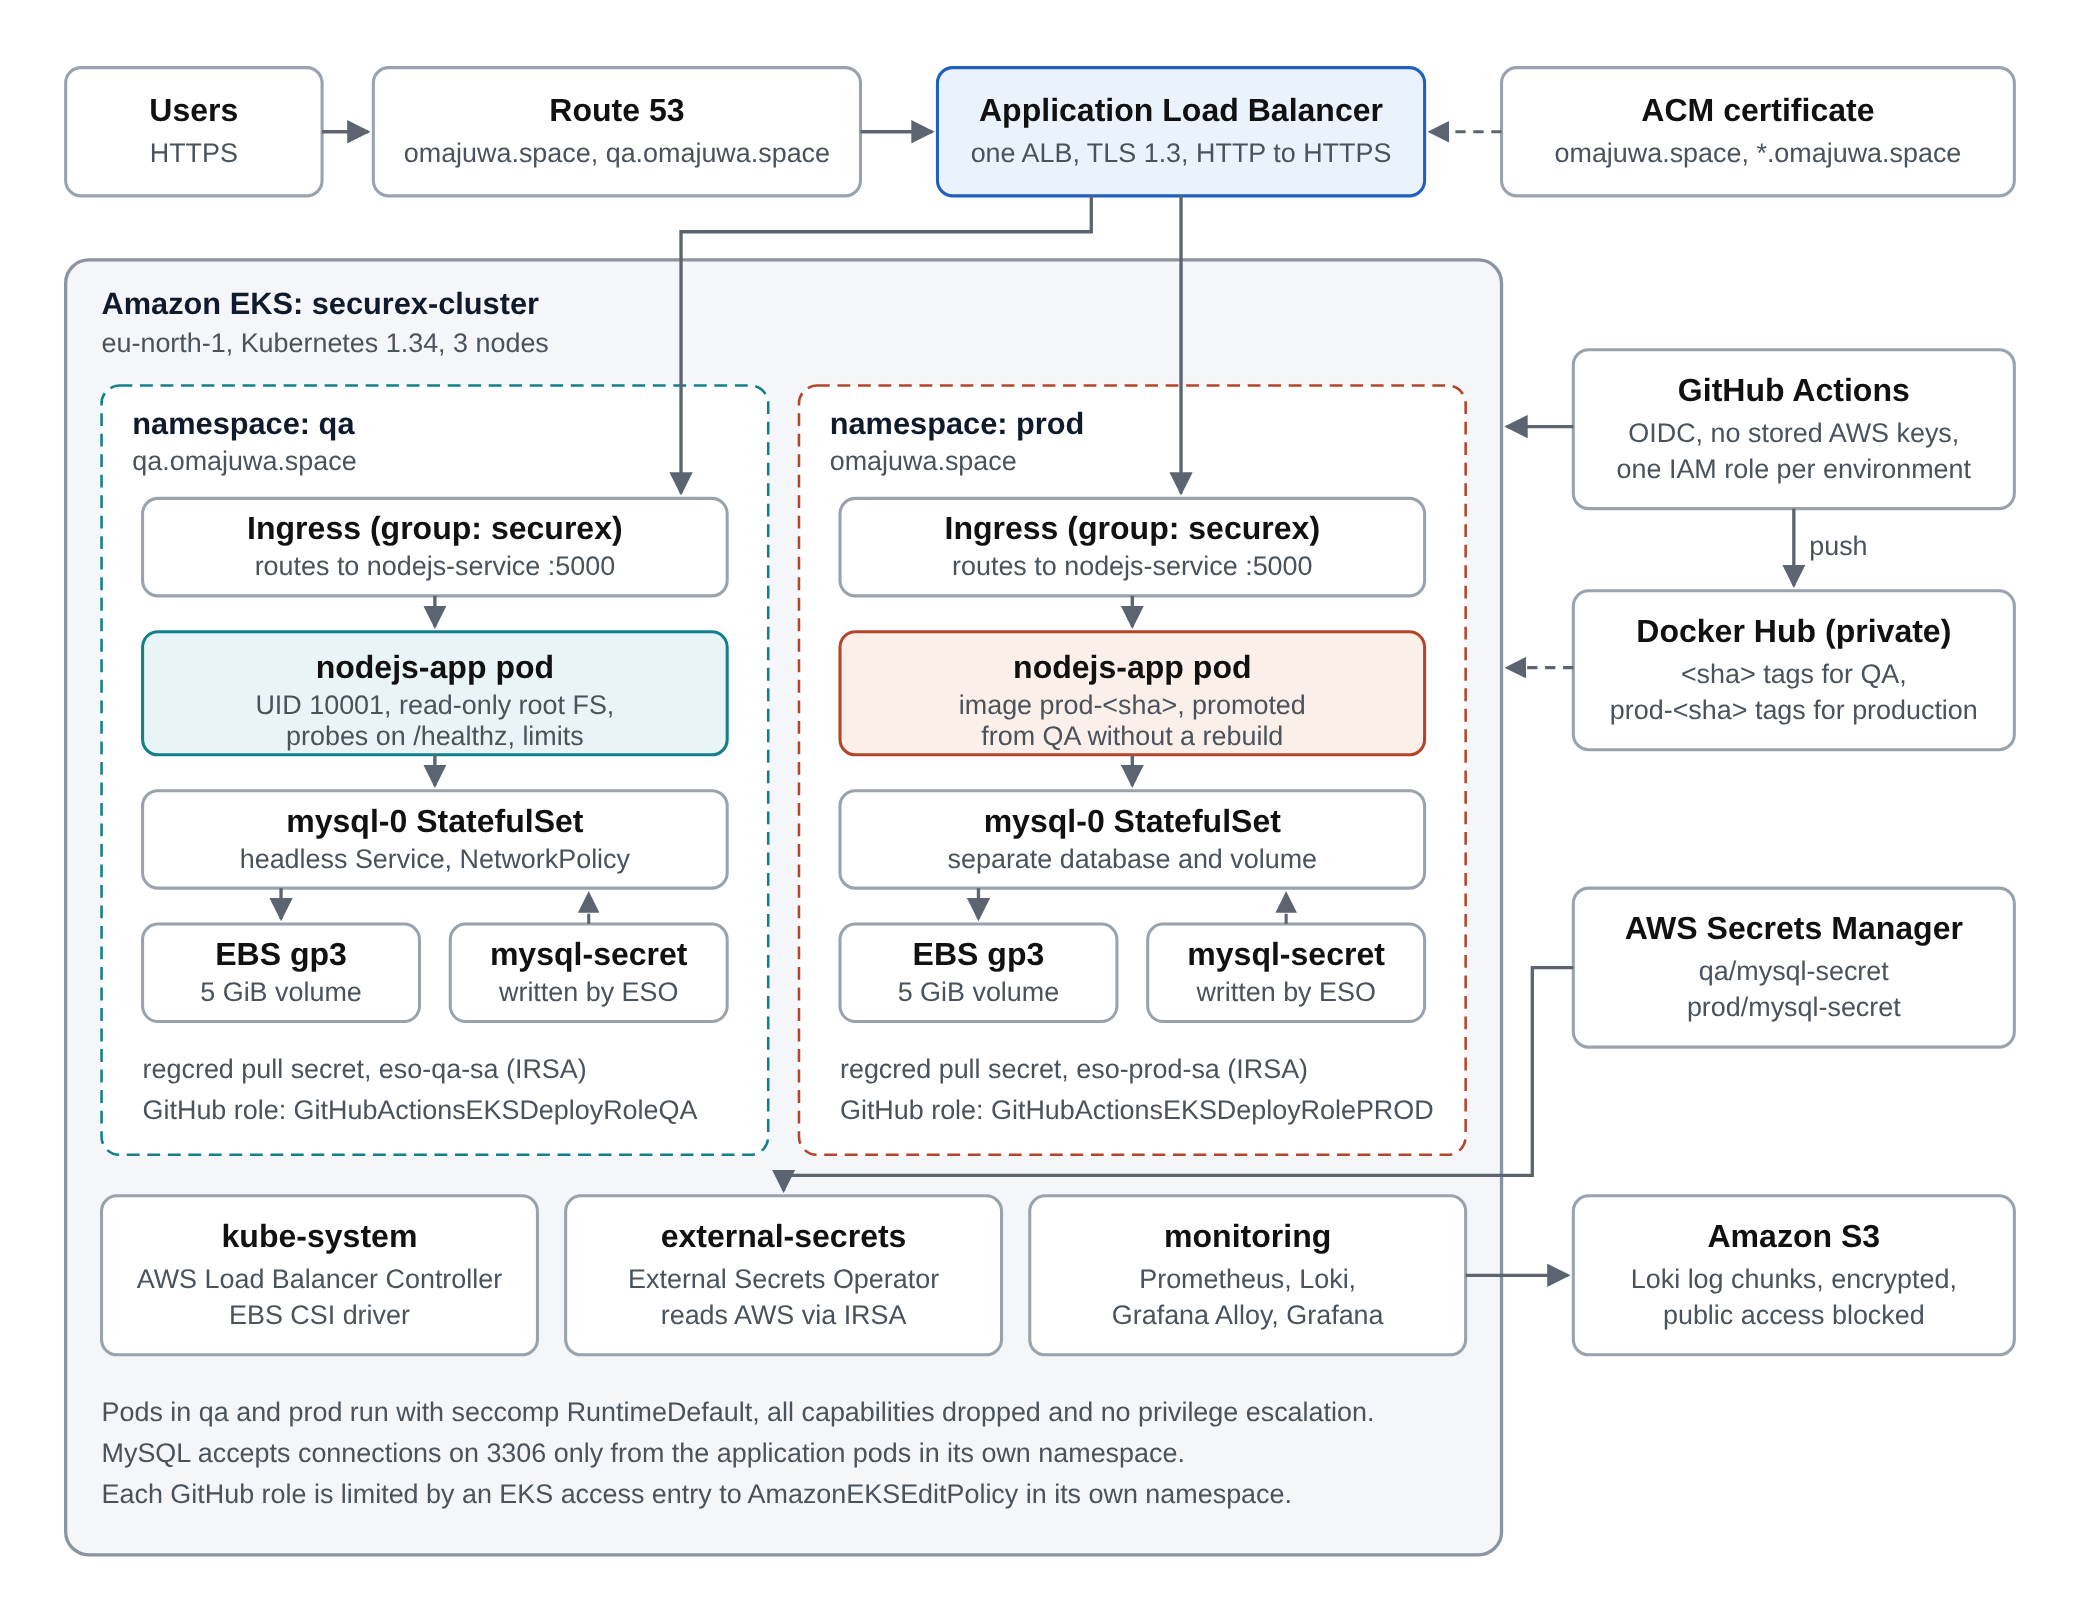 Users
HTTPS
Route 53
omajuwa.space, qa.omajuwa.space
Application Load Balancer
one ALB, TLS 1.3, HTTP to HTTPS
ACM certificate
omajuwa.space, *.omajuwa.space
Amazon EKS: securex-cluster
eu-north-1, Kubernetes 1.34, 3 nodes
namespace: qa
qa.omajuwa.space
Ingress (group: securex)
routes to nodejs-service :5000
nodejs-app pod
UID 10001, read-only root FS,
probes on /healthz, limits
mysql-0 StatefulSet
headless Service, NetworkPolicy
EBS gp3
5 GiB volume
mysql-secret
written by ESO
regcred pull secret, eso-qa-sa (IRSA)
GitHub role: GitHubActionsEKSDeployRoleQA
namespace: prod
omajuwa.space
Ingress (group: securex)
routes to nodejs-service :5000
nodejs-app pod
image prod-<sha>, promoted
from QA without a rebuild
mysql-0 StatefulSet
separate database and volume
EBS gp3
5 GiB volume
mysql-secret
written by ESO
regcred pull secret, eso-prod-sa (IRSA)
GitHub role: GitHubActionsEKSDeployRolePROD
GitHub Actions
OIDC, no stored AWS keys,
one IAM role per environment
push
Docker Hub (private)
<sha> tags for QA,
prod-<sha> tags for production
AWS Secrets Manager
qa/mysql-secret
prod/mysql-secret
kube-system
AWS Load Balancer Controller
EBS CSI driver
external-secrets
External Secrets Operator
reads AWS via IRSA
monitoring
Prometheus, Loki,
Grafana Alloy, Grafana
Amazon S3
Loki log chunks, encrypted,
public access blocked
Pods in qa and prod run with seccomp RuntimeDefault, all capabilities dropped and no privilege escalation.
MySQL accepts connections on 3306 only from the application pods in its own namespace.
Each GitHub role is limited by an EKS access entry to AmazonEKSEditPolicy in its own namespace.